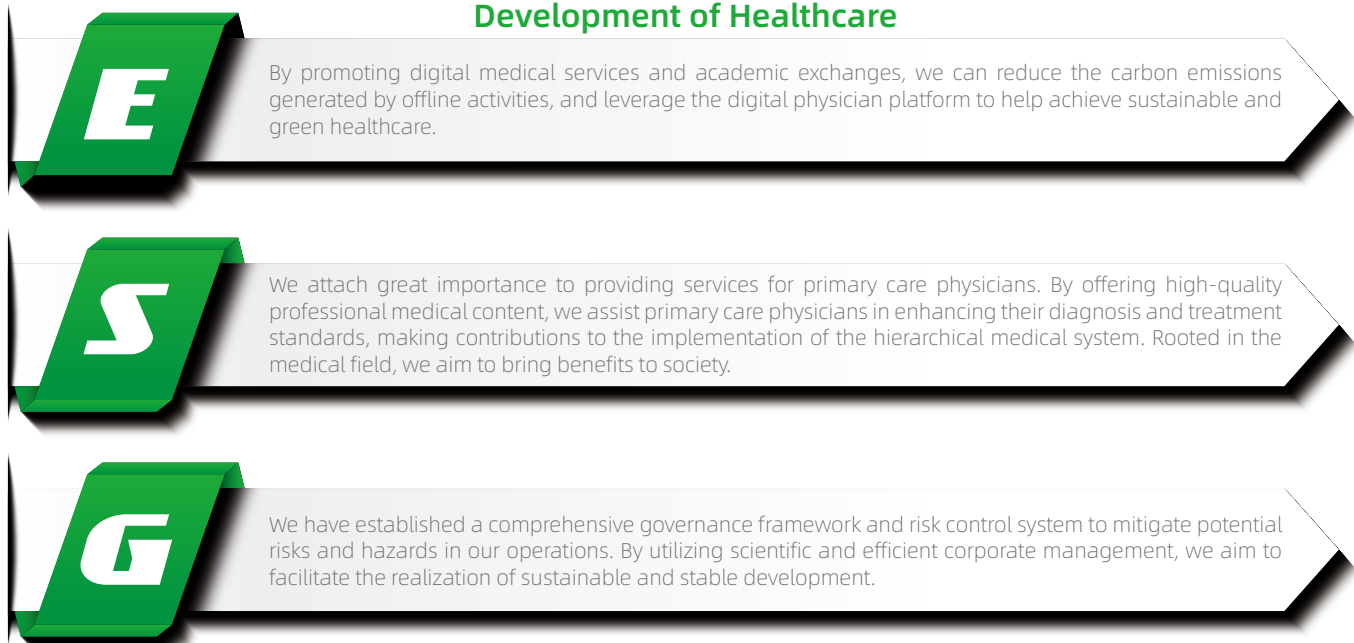 Development of Healthcare
E
By promoting digital medical services and academic exchanges, we can reduce the carbon emissions
generated by offline activities, and leverage the digital physician platform to help achieve sustainable and
green healthcare.
S
We attach great importance to providing services for primary care physicians. By offering high-quality
professional medical content, we assist primary care physicians in enhancing their diagnosis and treatment
standards, making contributions to the implementation of the hierarchical medical system. Rooted in the
medical field, we aim to bring benefits to society.
G
We have established a comprehensive governance framework and risk control system to mitigate potential
risks and hazards in our operations. By utilizing scientific and efficient corporate management, we aim to
facilitate the realization of sustainable and stable development.